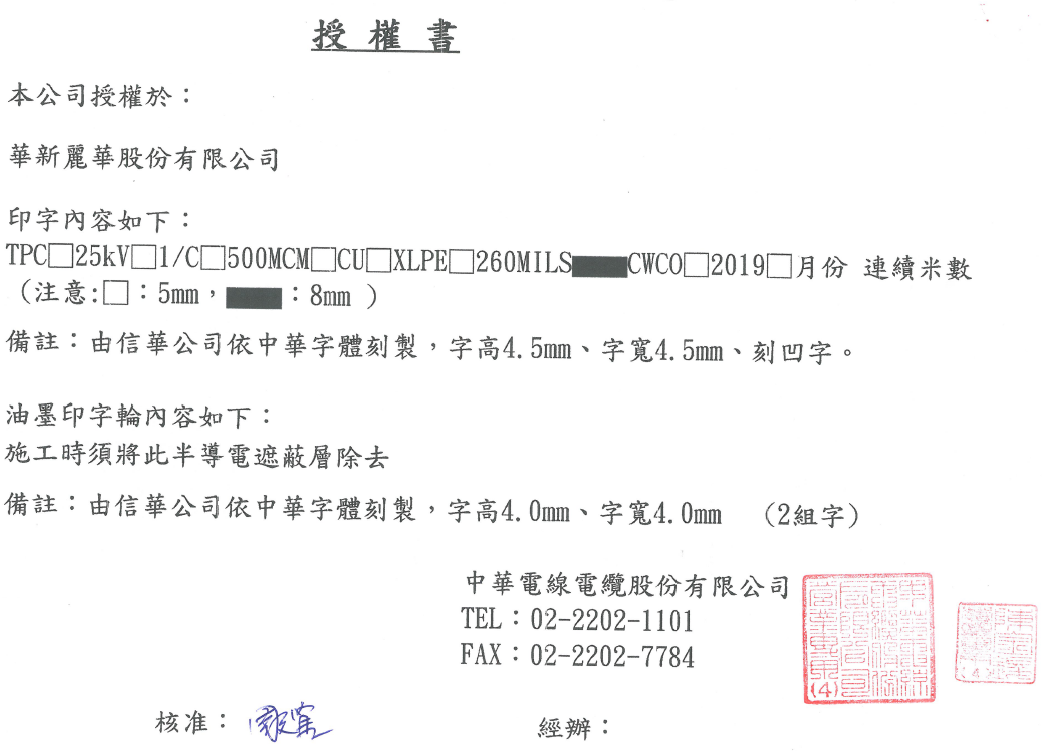 授權書
本公司授權於：
華新麗華股份有限公司
印字內容如下：
TPC□25kV□1/C□500MCM□CU□XLPE□260MILS■CWCO□2019□月份 連續米數
（注意:□：5mm，■：8mm ）
備註：由信華公司依中華字體刻製，字高4.5mm、字寬4.5mm、刻凹字。
油墨印字輪內容如下：
施工時須將此半導電遮蔽層除去
備註：由信華公司依中華字體刻製，字高4.0mm、字寬4.0mm （2組字）
中華電線電纜股份有限公司
TEL：02-2202-1101
FAX：02-2202-7784
(4)
核准：
經辦：